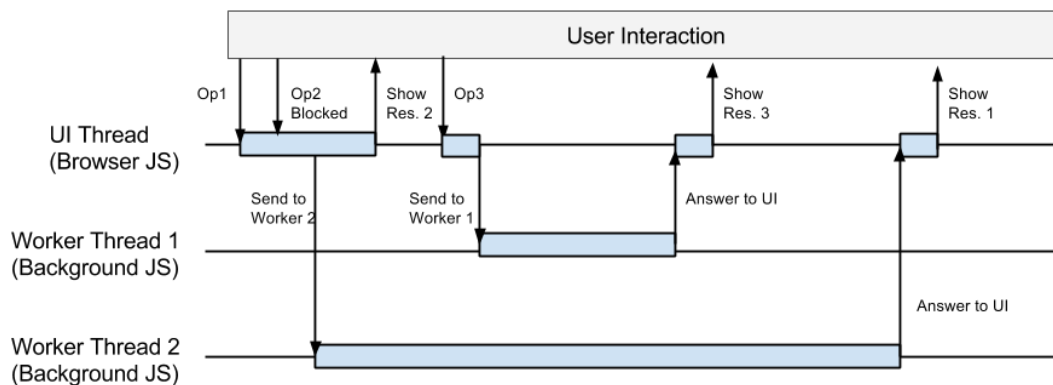 User Interaction
Op1
Op2
Blocked
Show
Res. 2
Op3
Show
Res. 3
Show
Res. 1
UI Thread
(Browser JS)
Send to
Worker 2
Send to
Worker 1
Answer to UI
Worker Thread 1
(Background JS)
Answer to UI
Worker Thread 2
(Background JS)